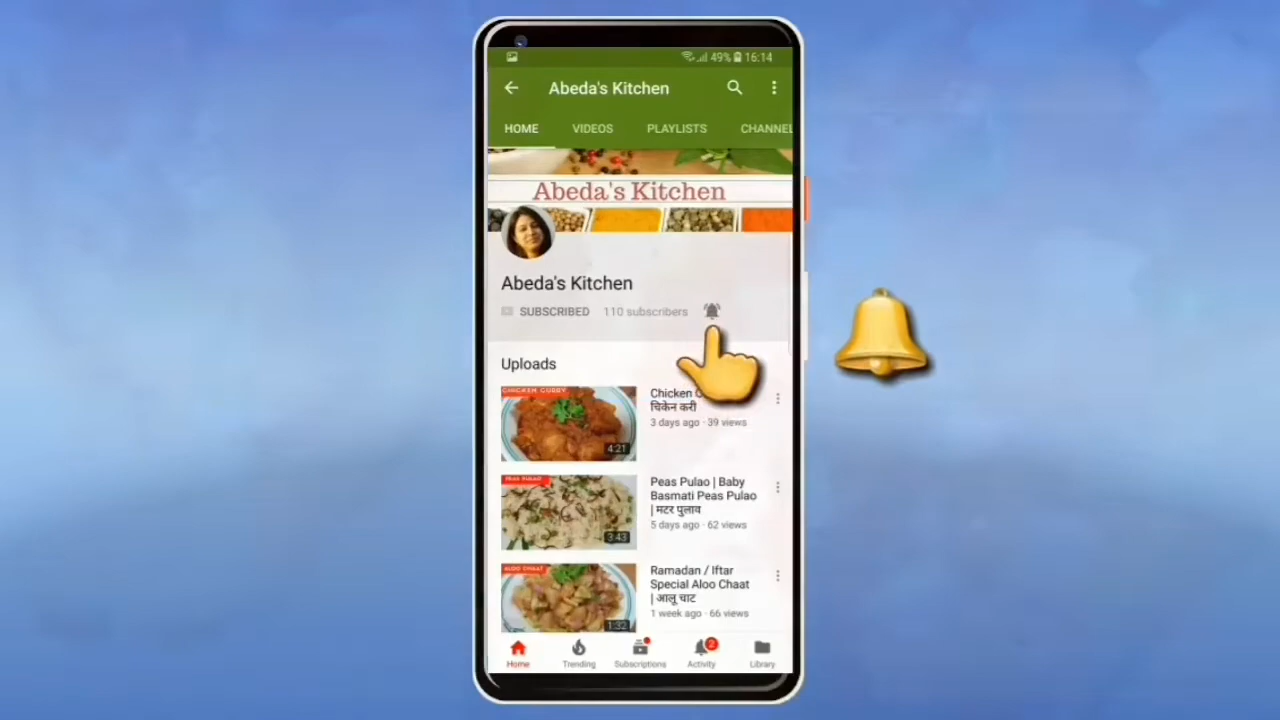 49% 16:14
Abeda's Kitchen
HOME VIDEOS PLAYLISTS CHANNEL
Abeda's Kitchen
Abeda's Kitchen
SUBSCRIBED 110 subscribers
Uploads
CHICKEN CURRY
4:21
Chicken
चिकेन करी
3 days ago · 39 views
PEAS PULAO
3:43
Peas Pulao | Baby
Basmati Peas Pulao
| मटर पुलाव
5 days ago · 62 views
ALOO CHAAT
1:32
Ramadan / Iftar
Special Aloo Chaat
| आलू चाट
1 week ago · 66 views
2
Home Trending Subscriptions Activity Library